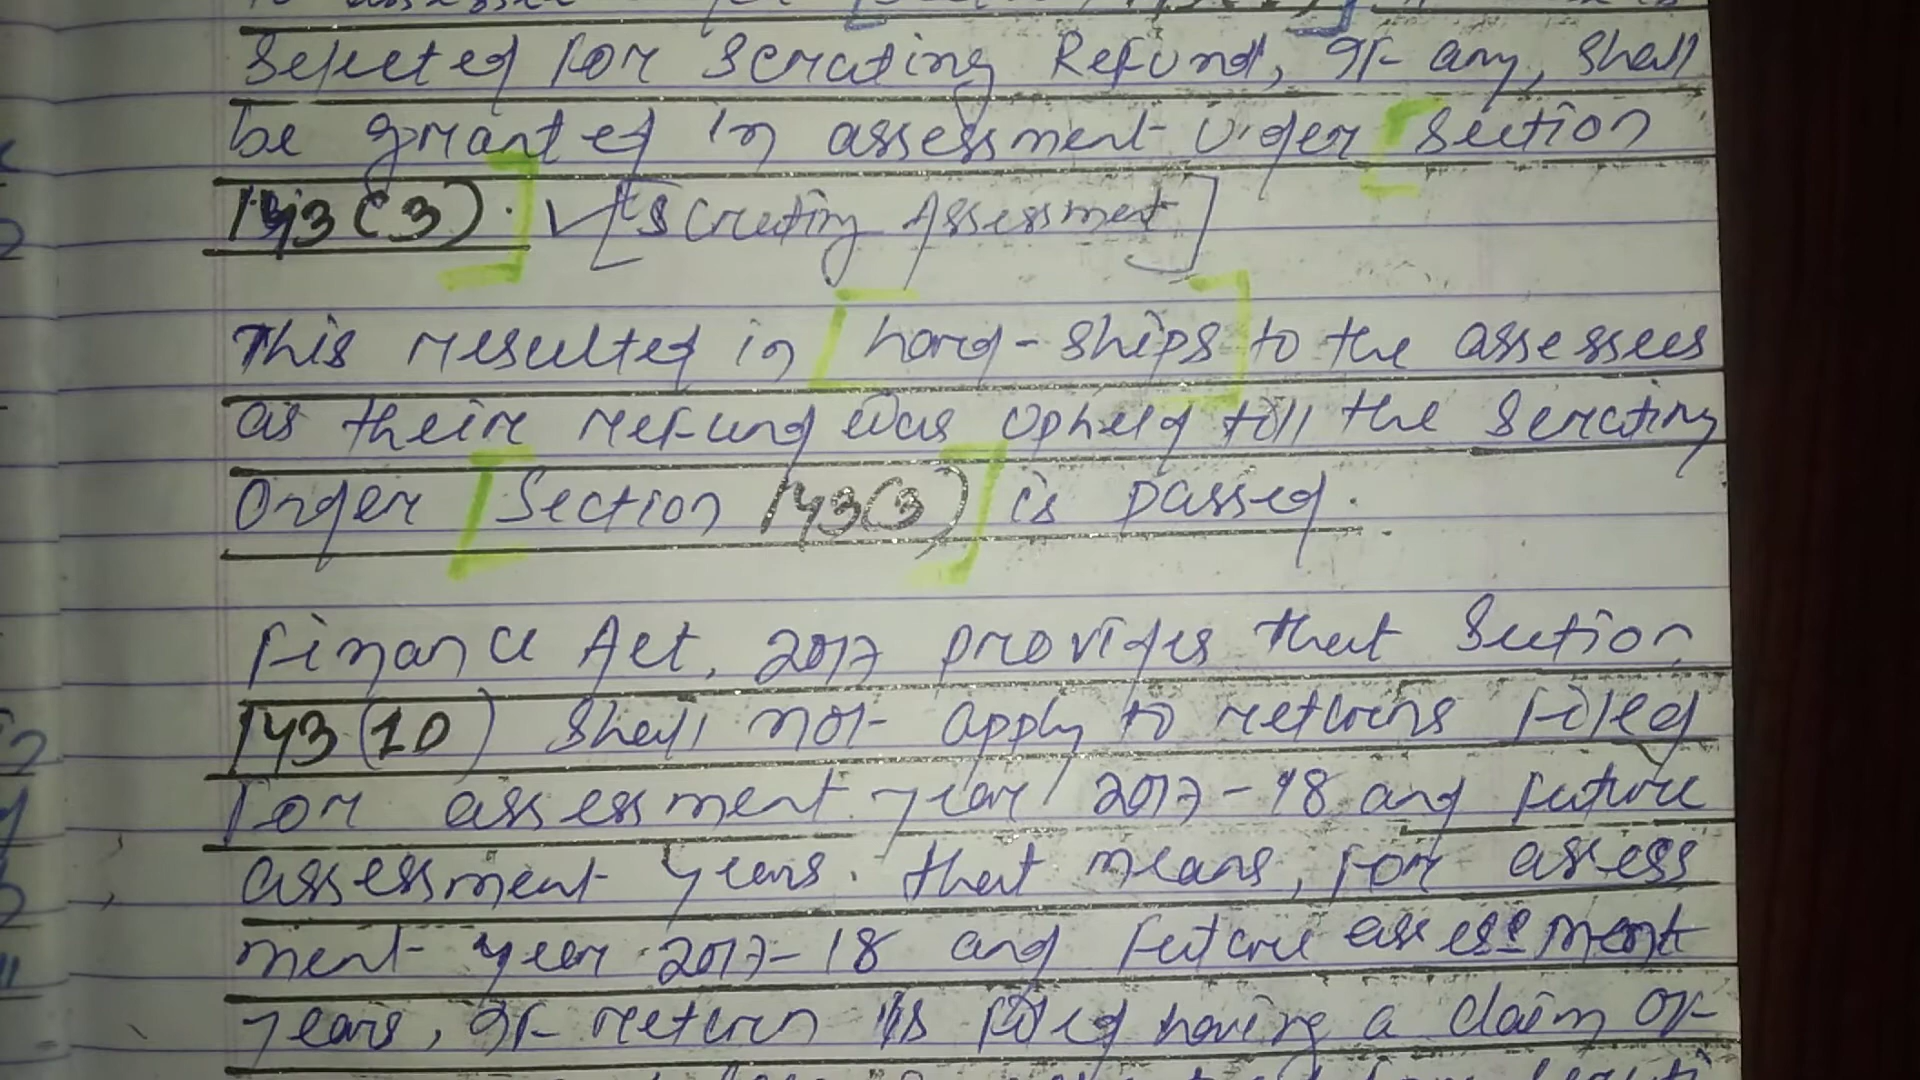 Selected for Scruting Refund, If any, Shall
be granted in assessment Order [Section
143(3).] ✓ [Scruting Assessment]
This resulted in [hard-ships] to the assessees
as their refund was upheld till the Scruting
Order [Section 143(3)] is passed.
Finance Act, 2017 provides that Section
143(1D) Shall not apply to returns filed
for assessment year 2017-18 and future
assessment years. that means, for assess
ment year 2017-18 and future assessment
years, If return is filed having a claim of